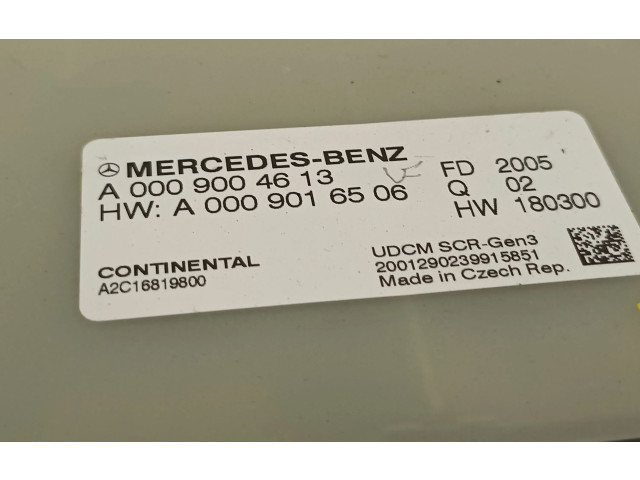 MERCEDES-BENZ
A 000 900 46 13
HW: A 000 901 65 06
FD 2005
Q 02
HW 180300
CONTINENTAL
A2C16819800
UDCM SCR-Gen3
2001290239915851
Made in Czech Rep.